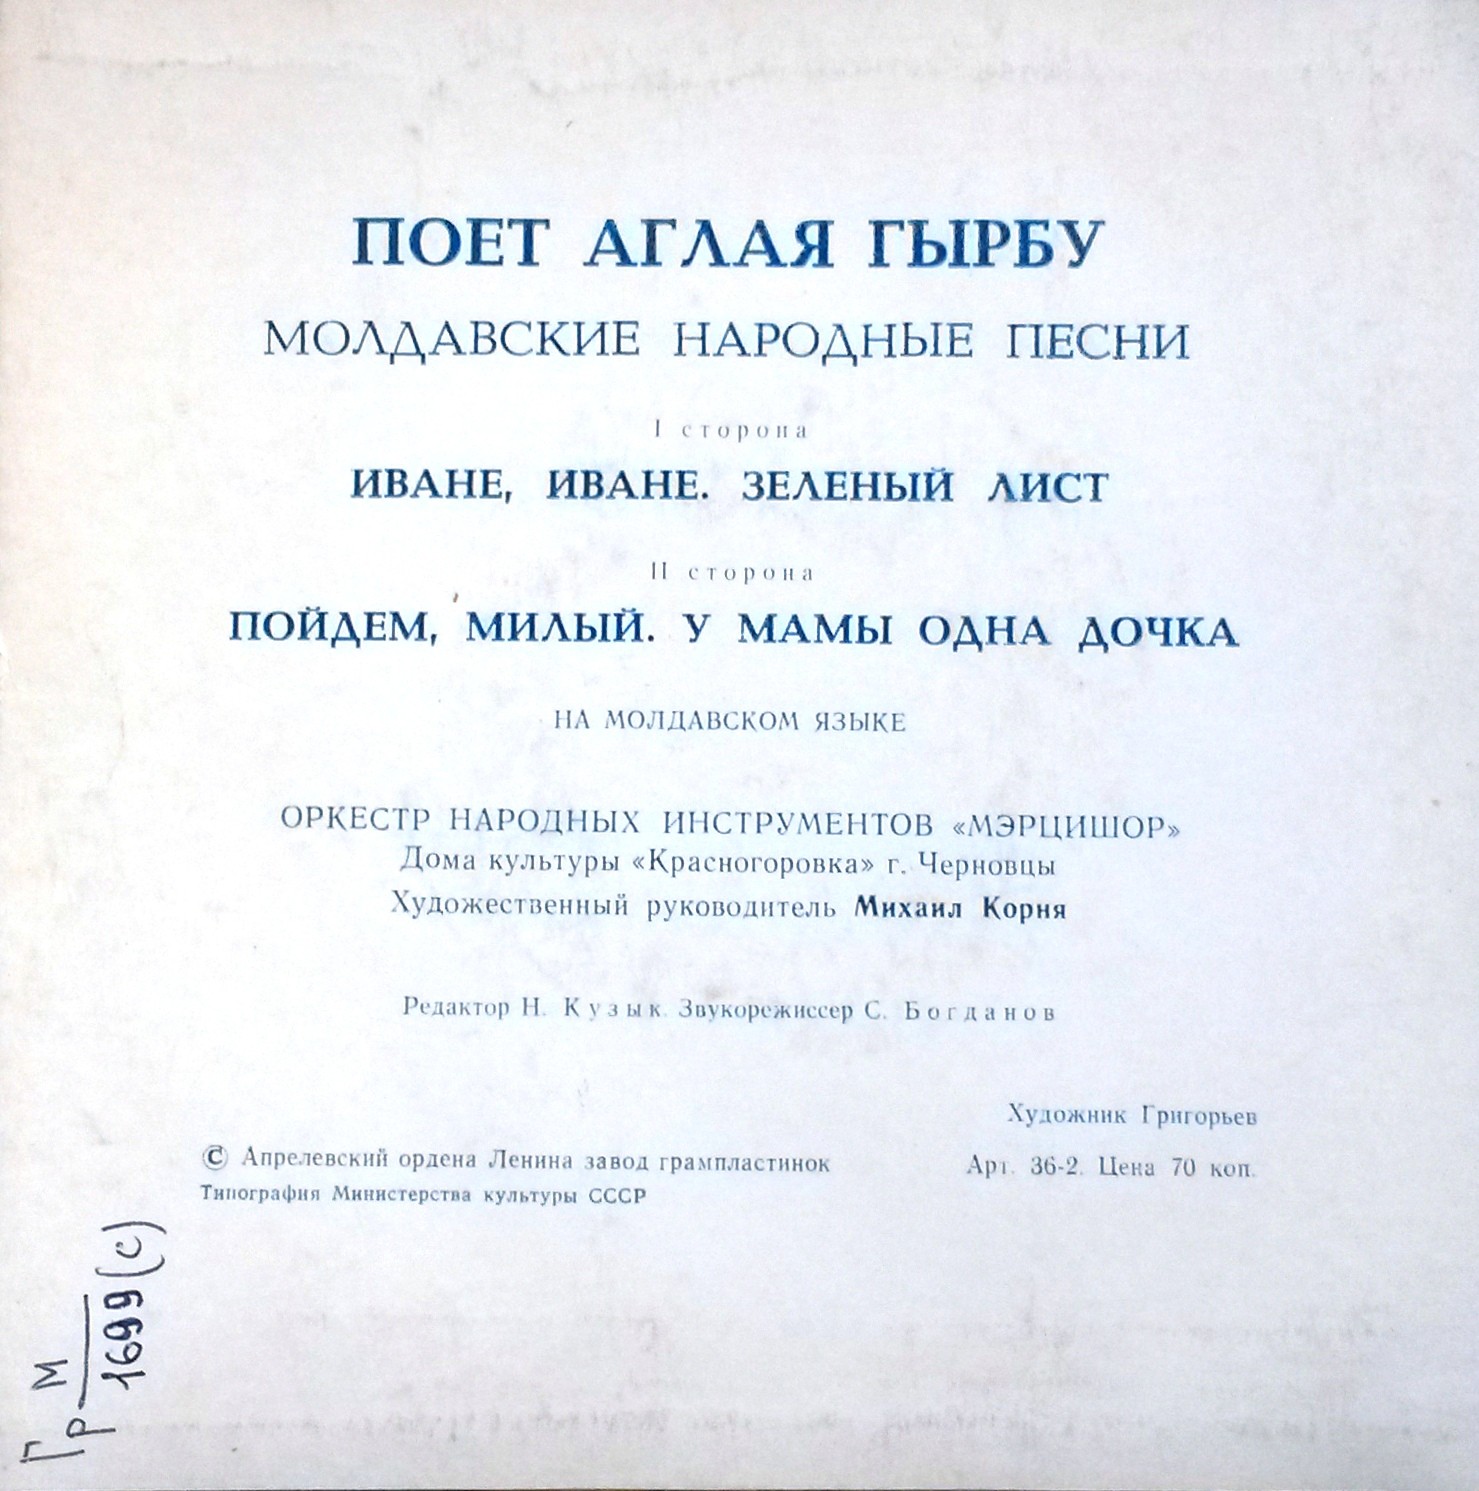 ПОЕТ АГЛАЯ ГЫРБУ
МОЛДАВСКИЕ НАРОДНЫЕ ПЕСНИ
I сторона
ИВАНЕ, ИВАНЕ. ЗЕЛЕНЫЙ ЛИСТ
II сторона
ПОЙДЕМ, МИЛЫЙ. У МАМЫ ОДНА ДОЧКА
НА МОЛДАВСКОМ ЯЗЫКЕ
ОРКЕСТР НАРОДНЫХ ИНСТРУМЕНТОВ «МЭРЦИШОР»
Дома культуры «Красногоровка» г. Черновцы
Художественный руководитель Михаил Корня
Редактор Н. Кузык. Звукорежиссер С. Богданов
Художник Григорьев
© Апрелевский ордена Ленина завод грампластинок
Арт. 36-2. Цена 70 коп.
Типография Министерства культуры СССР
Гр М
1699(с)